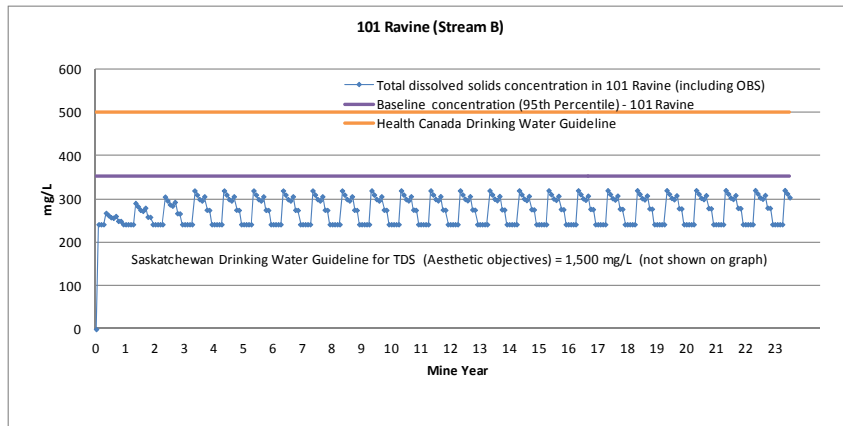 101 Ravine (Stream B)
600
500
400
300
200
100
0
mg/L
Total dissolved solids concentration in 101 Ravine (including OBS)
Baseline concentration (95th Percentile) - 101 Ravine
Health Canada Drinking Water Guideline
Saskatchewan Drinking Water Guideline for TDS (Aesthetic objectives) = 1,500 mg/L (not shown on graph)
0 1 2 3 4 5 6 7 8 9 10 11 12 13 14 15 16 17 18 19 20 21 22 23
Mine Year